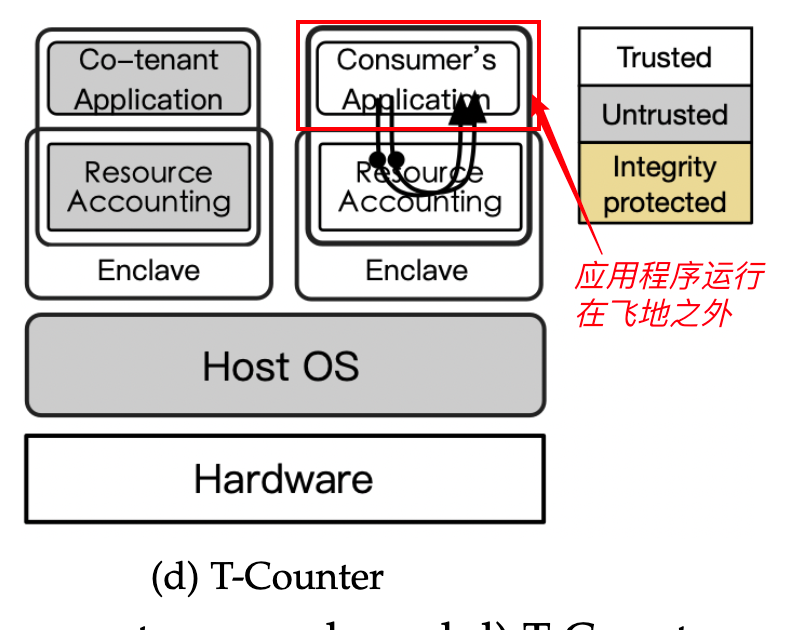 Co-tenant
Application
Resource
Accounting
Enclave
Consumer's
Application
Resource
Accounting
Enclave
Trusted
Untrusted
Integrity
protected
应用程序运行
在飞地之外
Host OS
Hardware
(d) T-Counter